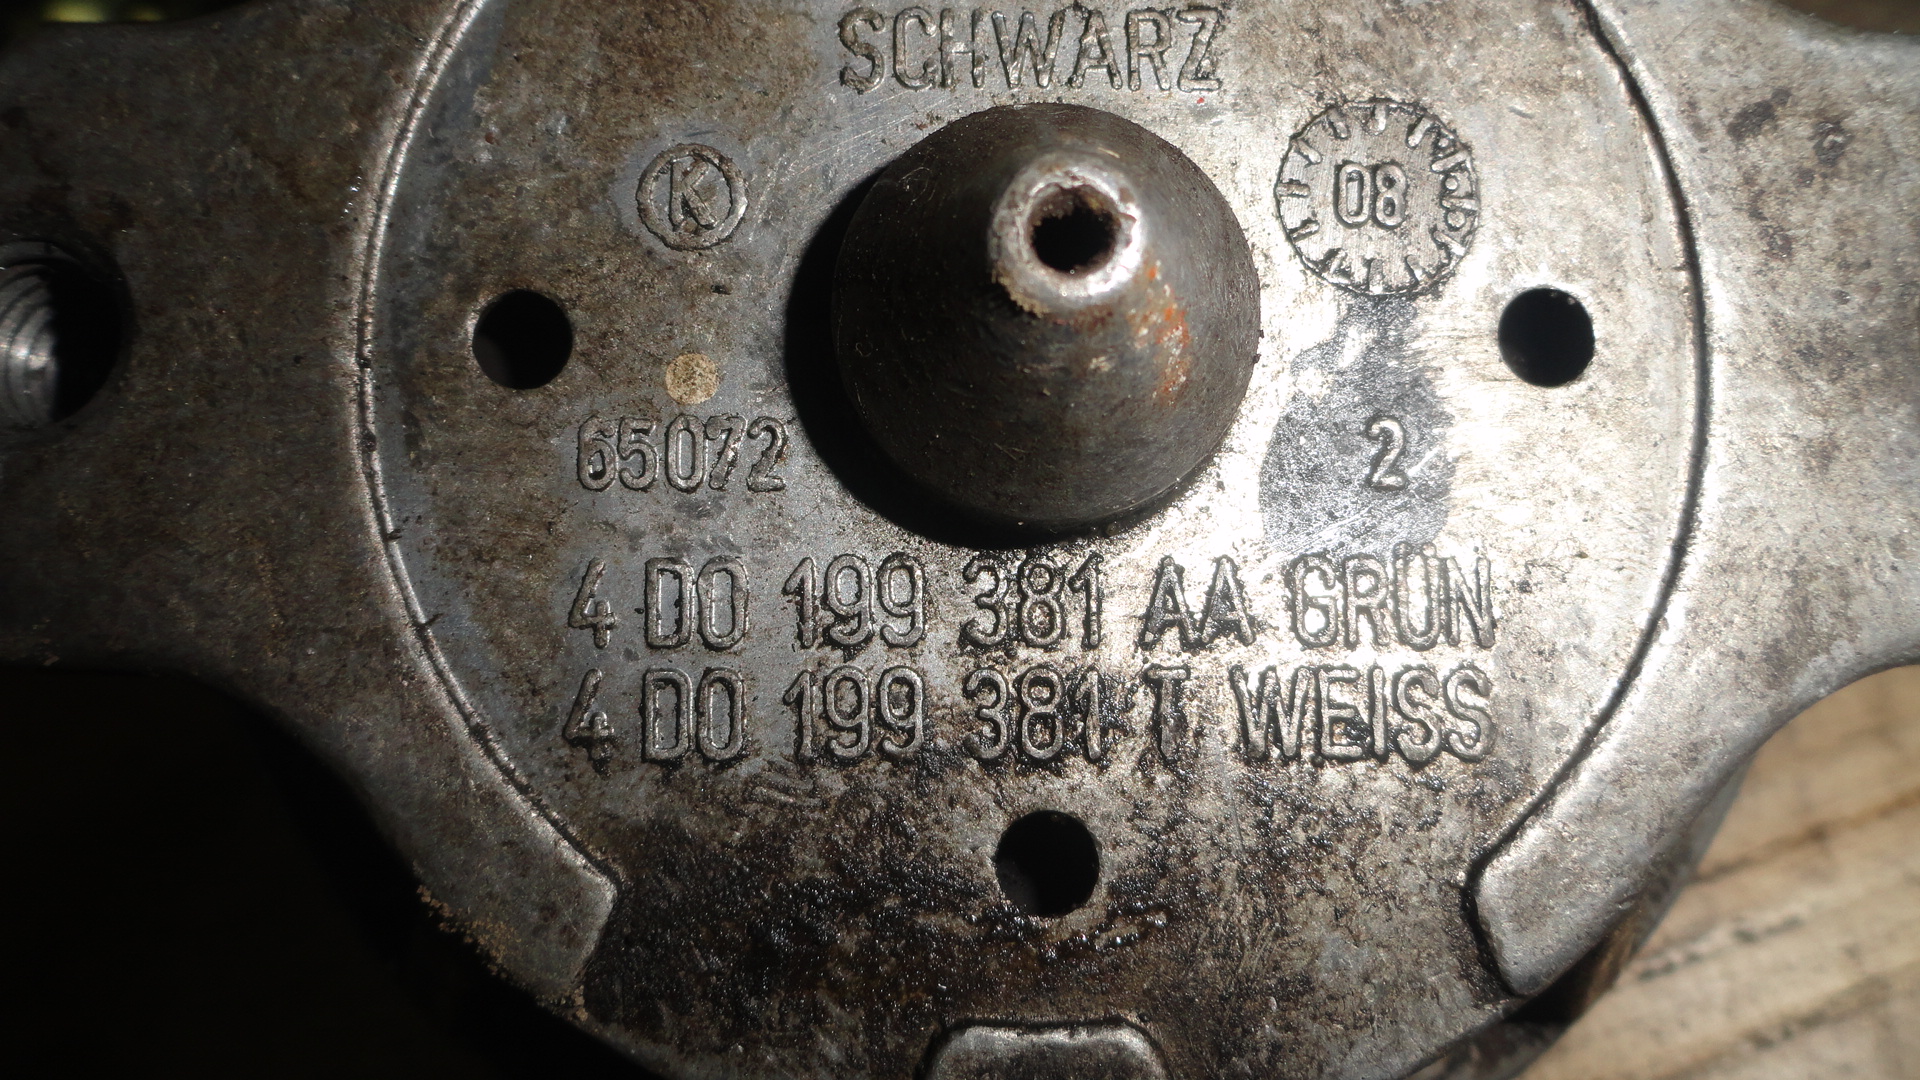 SCHWARZ
K
08
65072
2
4 D0 199 381 AA GRÜN
4 D0 199 381 T WEISS